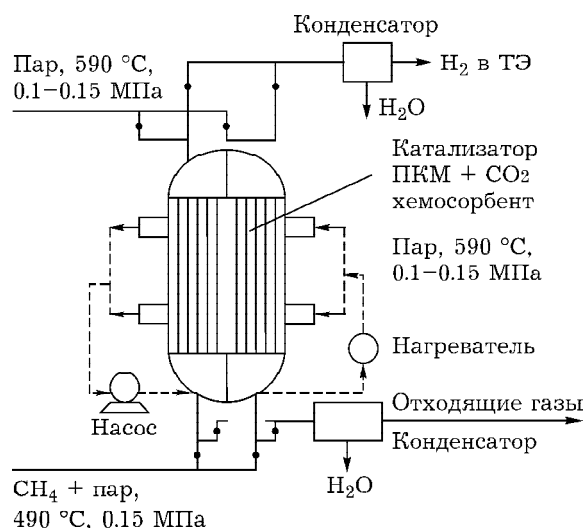 Конденсатор
Пар, 590 °C,
0.1–0.15 МПа
H₂ в ТЭ
H₂O
Катализатор
ПКМ + CO₂
хемосорбент
Пар, 590 °C,
0.1–0.15 МПа
Нагреватель
Насос
Отходящие газы
Конденсатор
H₂O
CH₄ + пар,
490 °C, 0.15 МПа